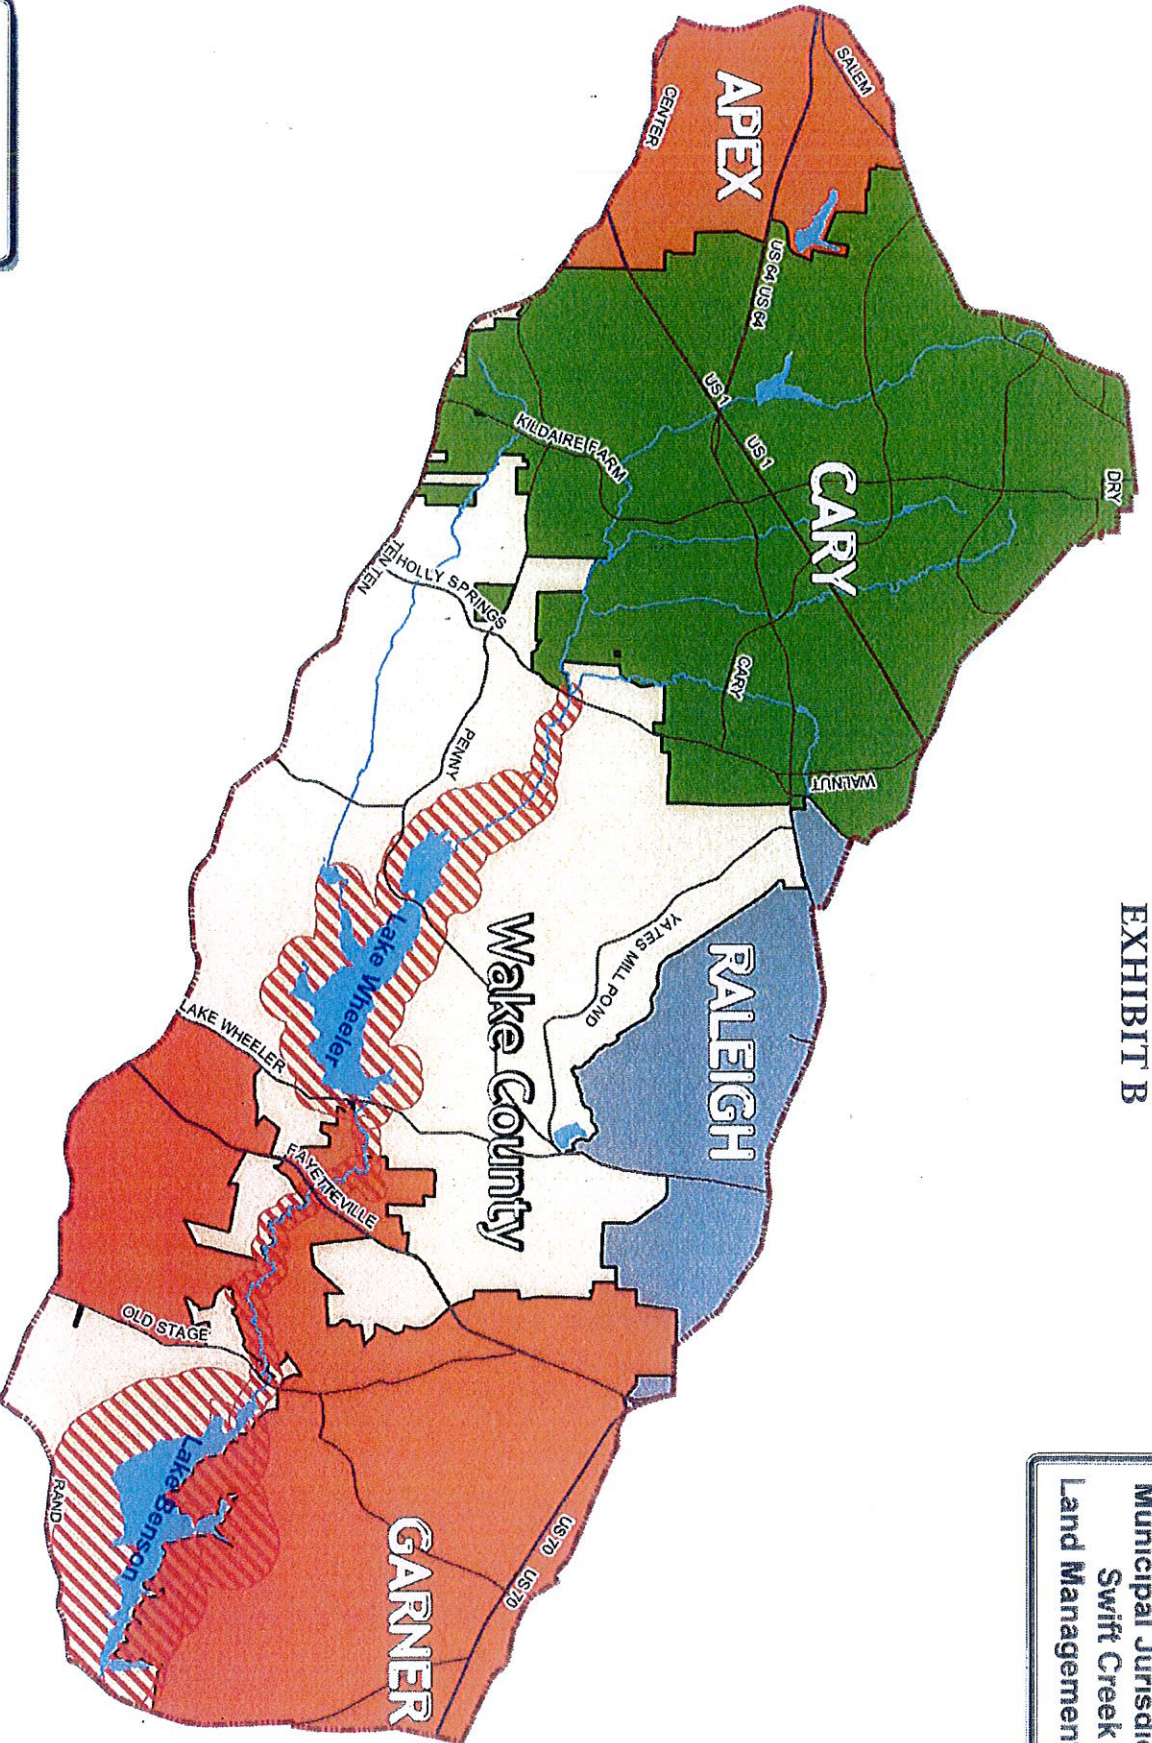 EXHIBIT B
Municipal Jurisdic
Swift Creek
Land Managemen
SALEM
APEX
CENTER
US 64 US 64
US 1
US 1
KILDAIRE FARM
CARY
DRY
CARY
WALNUT
HOLLY SPRINGS
TEN TEN
PENNY
YATES MILL POND
RALEIGH
Wake County
Lake Wheeler
LAKE WHEELER
FAYETTEVILLE
OLD STAGE
Lake Benson
RAND
GARNER
US 70
US 70